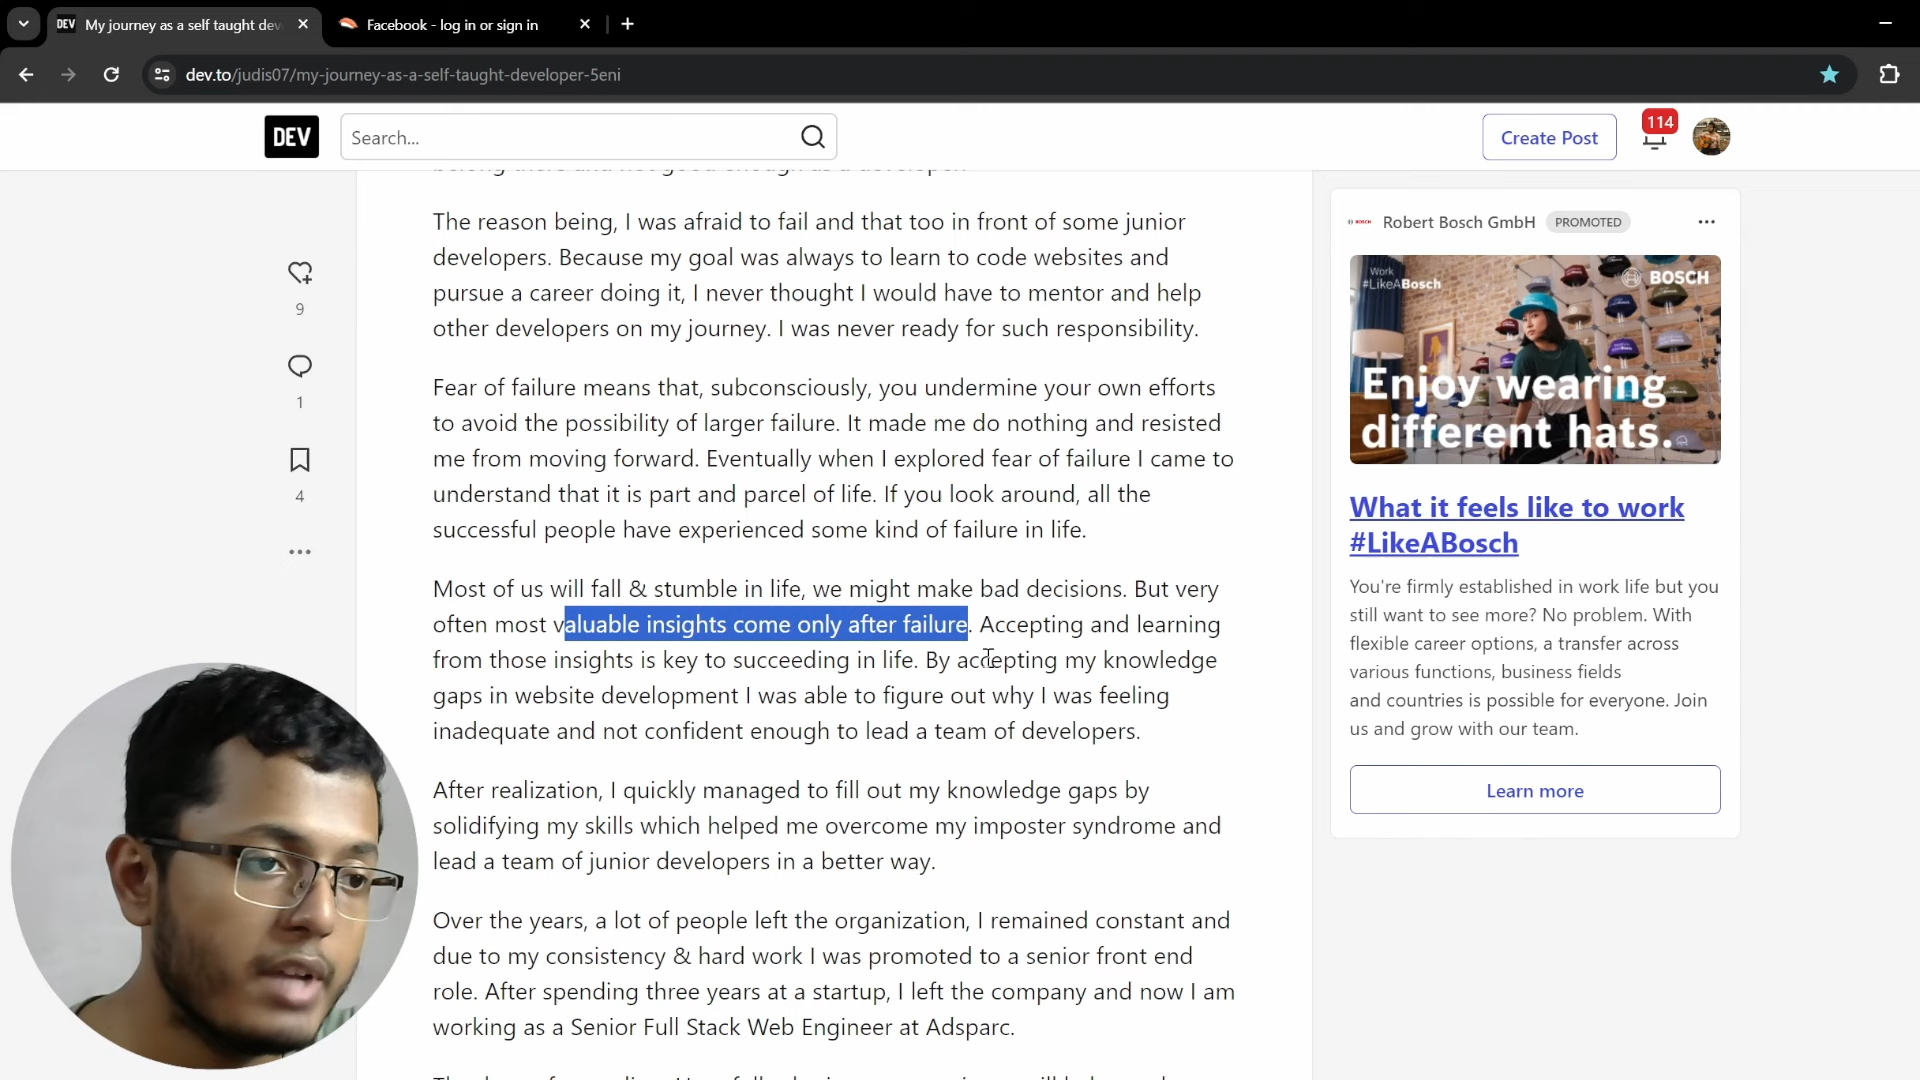 DEV My journey as a self taught dev
Facebook - log in or sign in
dev.to/judis07/my-journey-as-a-self-taught-developer-5eni
DEV
Search...
Create Post
114
The reason being, I was afraid to fail and that too in front of some junior
developers. Because my goal was always to learn to code websites and
pursue a career doing it, I never thought I would have to mentor and help
other developers on my journey. I was never ready for such responsibility.
Fear of failure means that, subconsciously, you undermine your own efforts
to avoid the possibility of larger failure. It made me do nothing and resisted
me from moving forward. Eventually when I explored fear of failure I came to
understand that it is part and parcel of life. If you look around, all the
successful people have experienced some kind of failure in life.
Most of us will fall & stumble in life, we might make bad decisions. But very
often most valuable insights come only after failure. Accepting and learning
from those insights is key to succeeding in life. By accepting my knowledge
gaps in website development I was able to figure out why I was feeling
inadequate and not confident enough to lead a team of developers.
After realization, I quickly managed to fill out my knowledge gaps by
solidifying my skills which helped me overcome my imposter syndrome and
lead a team of junior developers in a better way.
Over the years, a lot of people left the organization, I remained constant and
due to my consistency & hard work I was promoted to a senior front end
role. After spending three years at a startup, I left the company and now I am
working as a Senior Full Stack Web Engineer at Adsparc.
9
1
4
Robert Bosch GmbH PROMOTED
Work
#LikeABosch
BOSCH
Enjoy wearing
different hats.
What it feels like to work
#LikeABosch
You're firmly established in work life but you
still want to see more? No problem. With
flexible career options, a transfer across
various functions, business fields
and countries is possible for everyone. Join
us and grow with our team.
Learn more